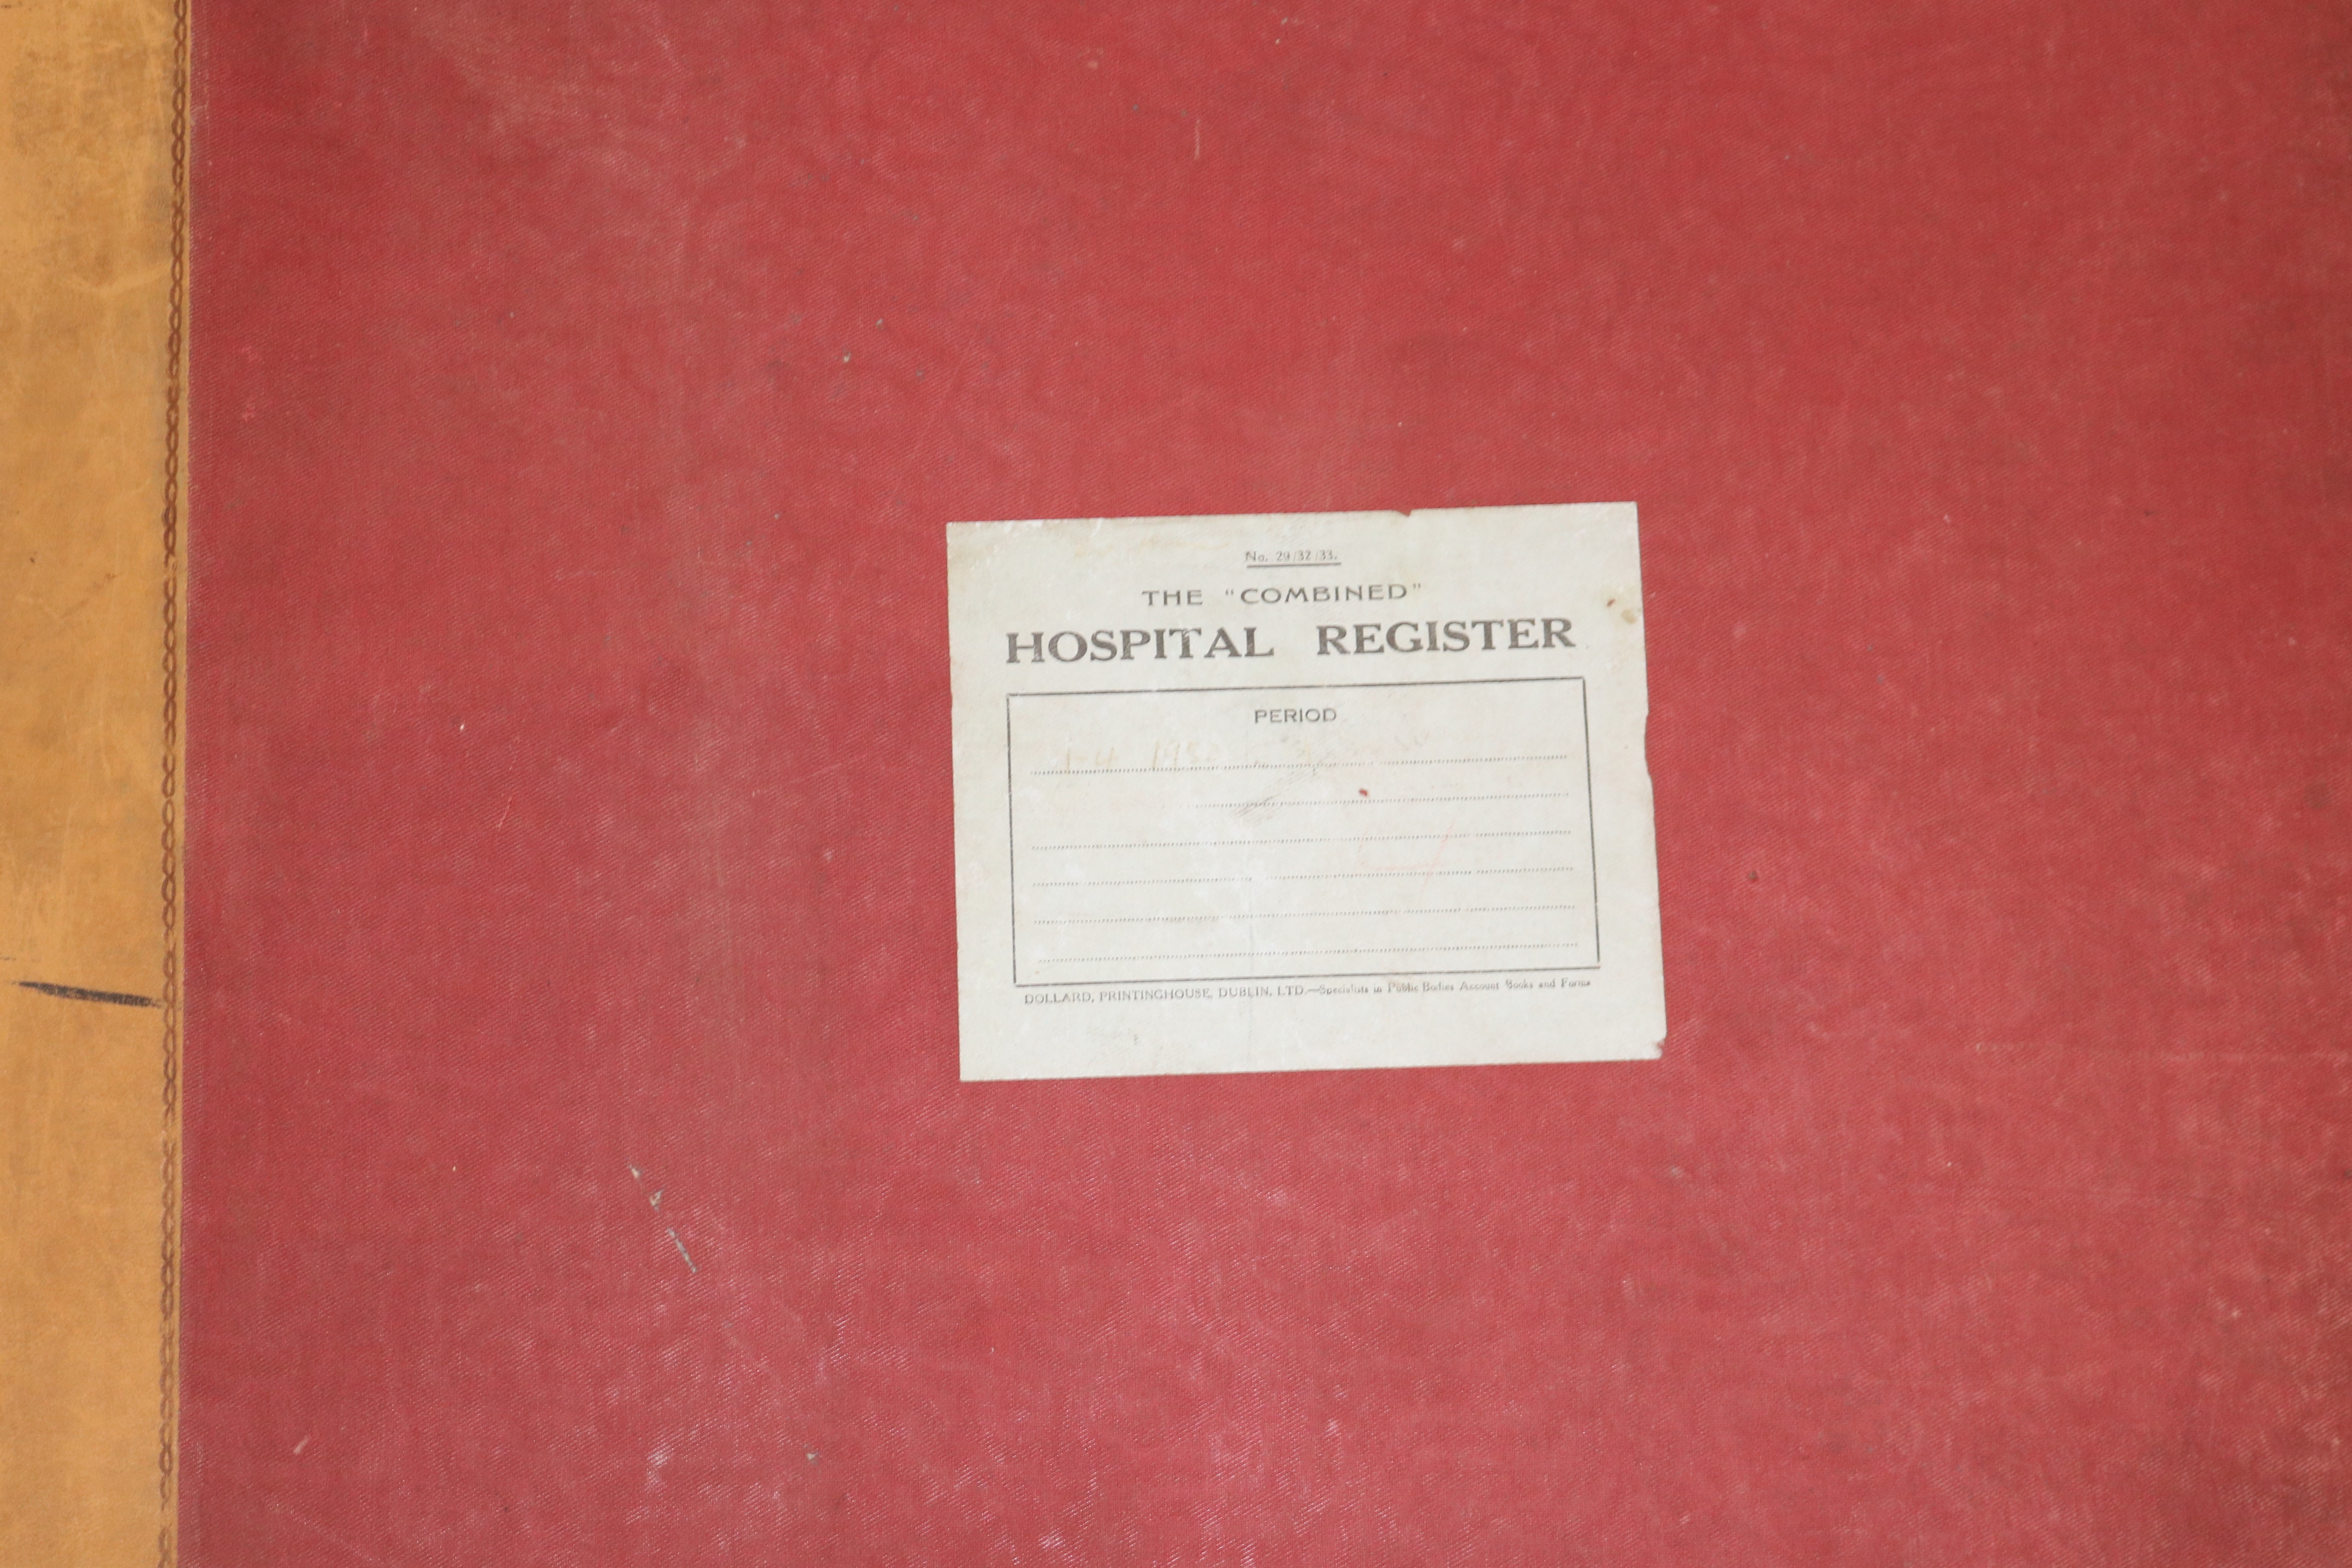 No. 29/32/33.
THE "COMBINED"
HOSPITAL REGISTER
PERIOD
1-4
DOLLARD, PRINTINGHOUSE, DUBLIN, LTD.—Specialists in Public Bodies Account Books and Forms